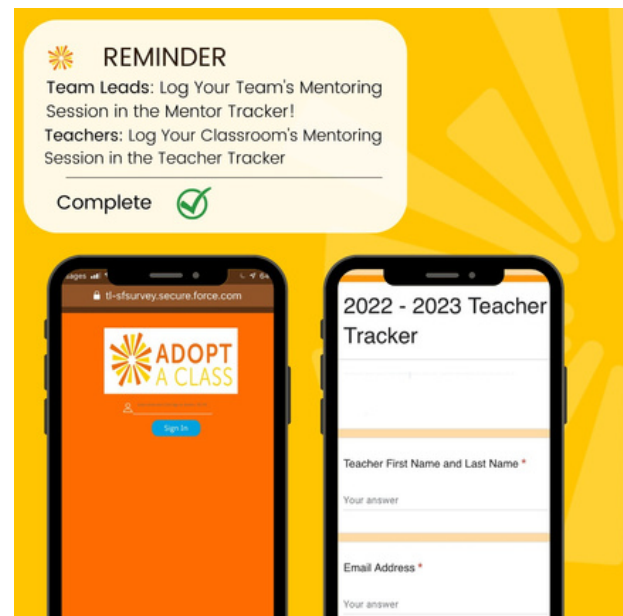 REMINDER
Team Leads: Log Your Team's Mentoring
Session in the Mentor Tracker!
Teachers: Log Your Classroom's Mentoring
Session in the Teacher Tracker
Complete
tl-sfsurvey.secure.force.com
ADOPT
A CLASS
Sign In
2022 - 2023 Teacher
Tracker
Teacher First Name and Last Name *
Your answer
Email Address *
Your answer